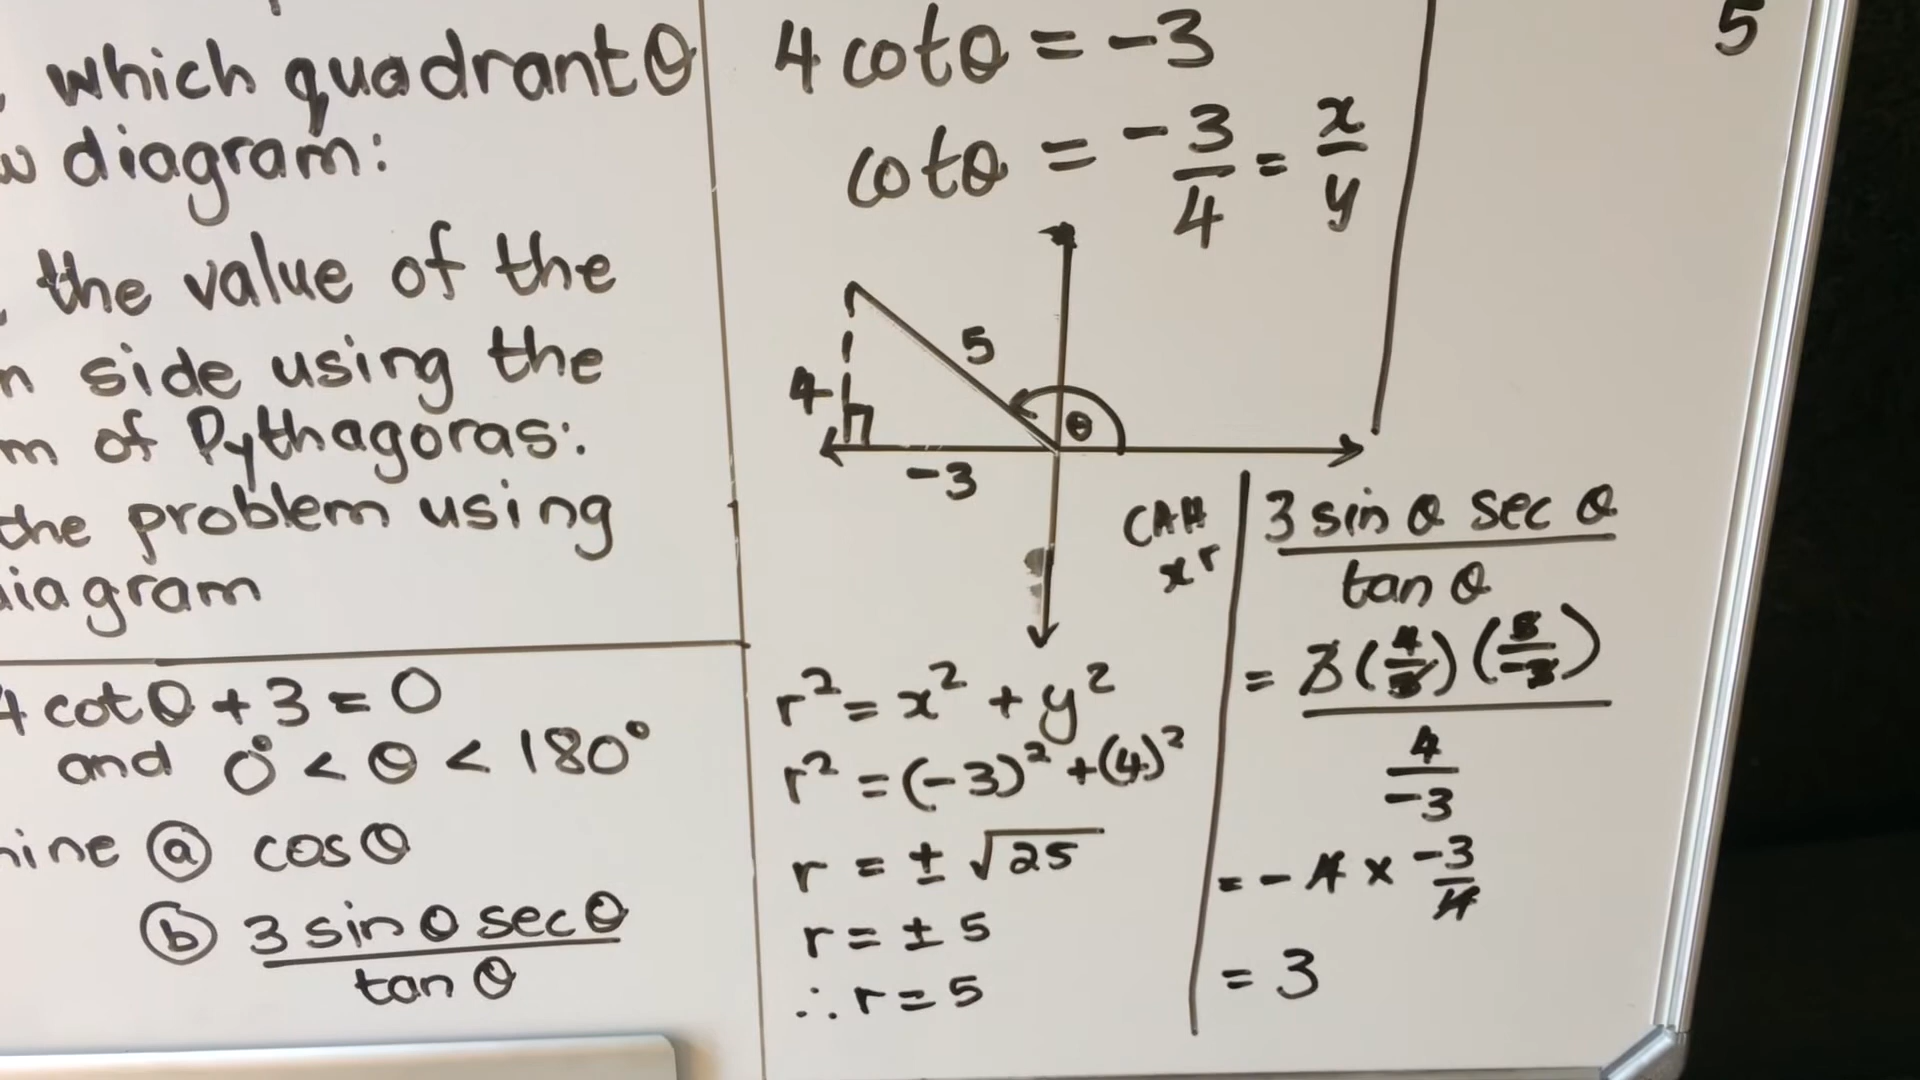 which quadrant θ
diagram:
the value of the
side using the
of Pythagoras:
the problem using
diagram
4 cot θ + 3 = 0
and 0° < θ < 180°
ⓐ cos θ
ⓑ 3 sin θ sec θ
tan θ
4 cot θ = -3
cot θ = -3/4 = x/y
5
4
θ
-3
r² = x² + y²
r² = (-3)² + (4)²
r = ± √25
r = ± 5
∴ r = 5
CAH
x r
3 sin θ sec θ
tan θ
= 3(4/5)(5/-3)
4
-3
= -4 × -3/4
= 3
5